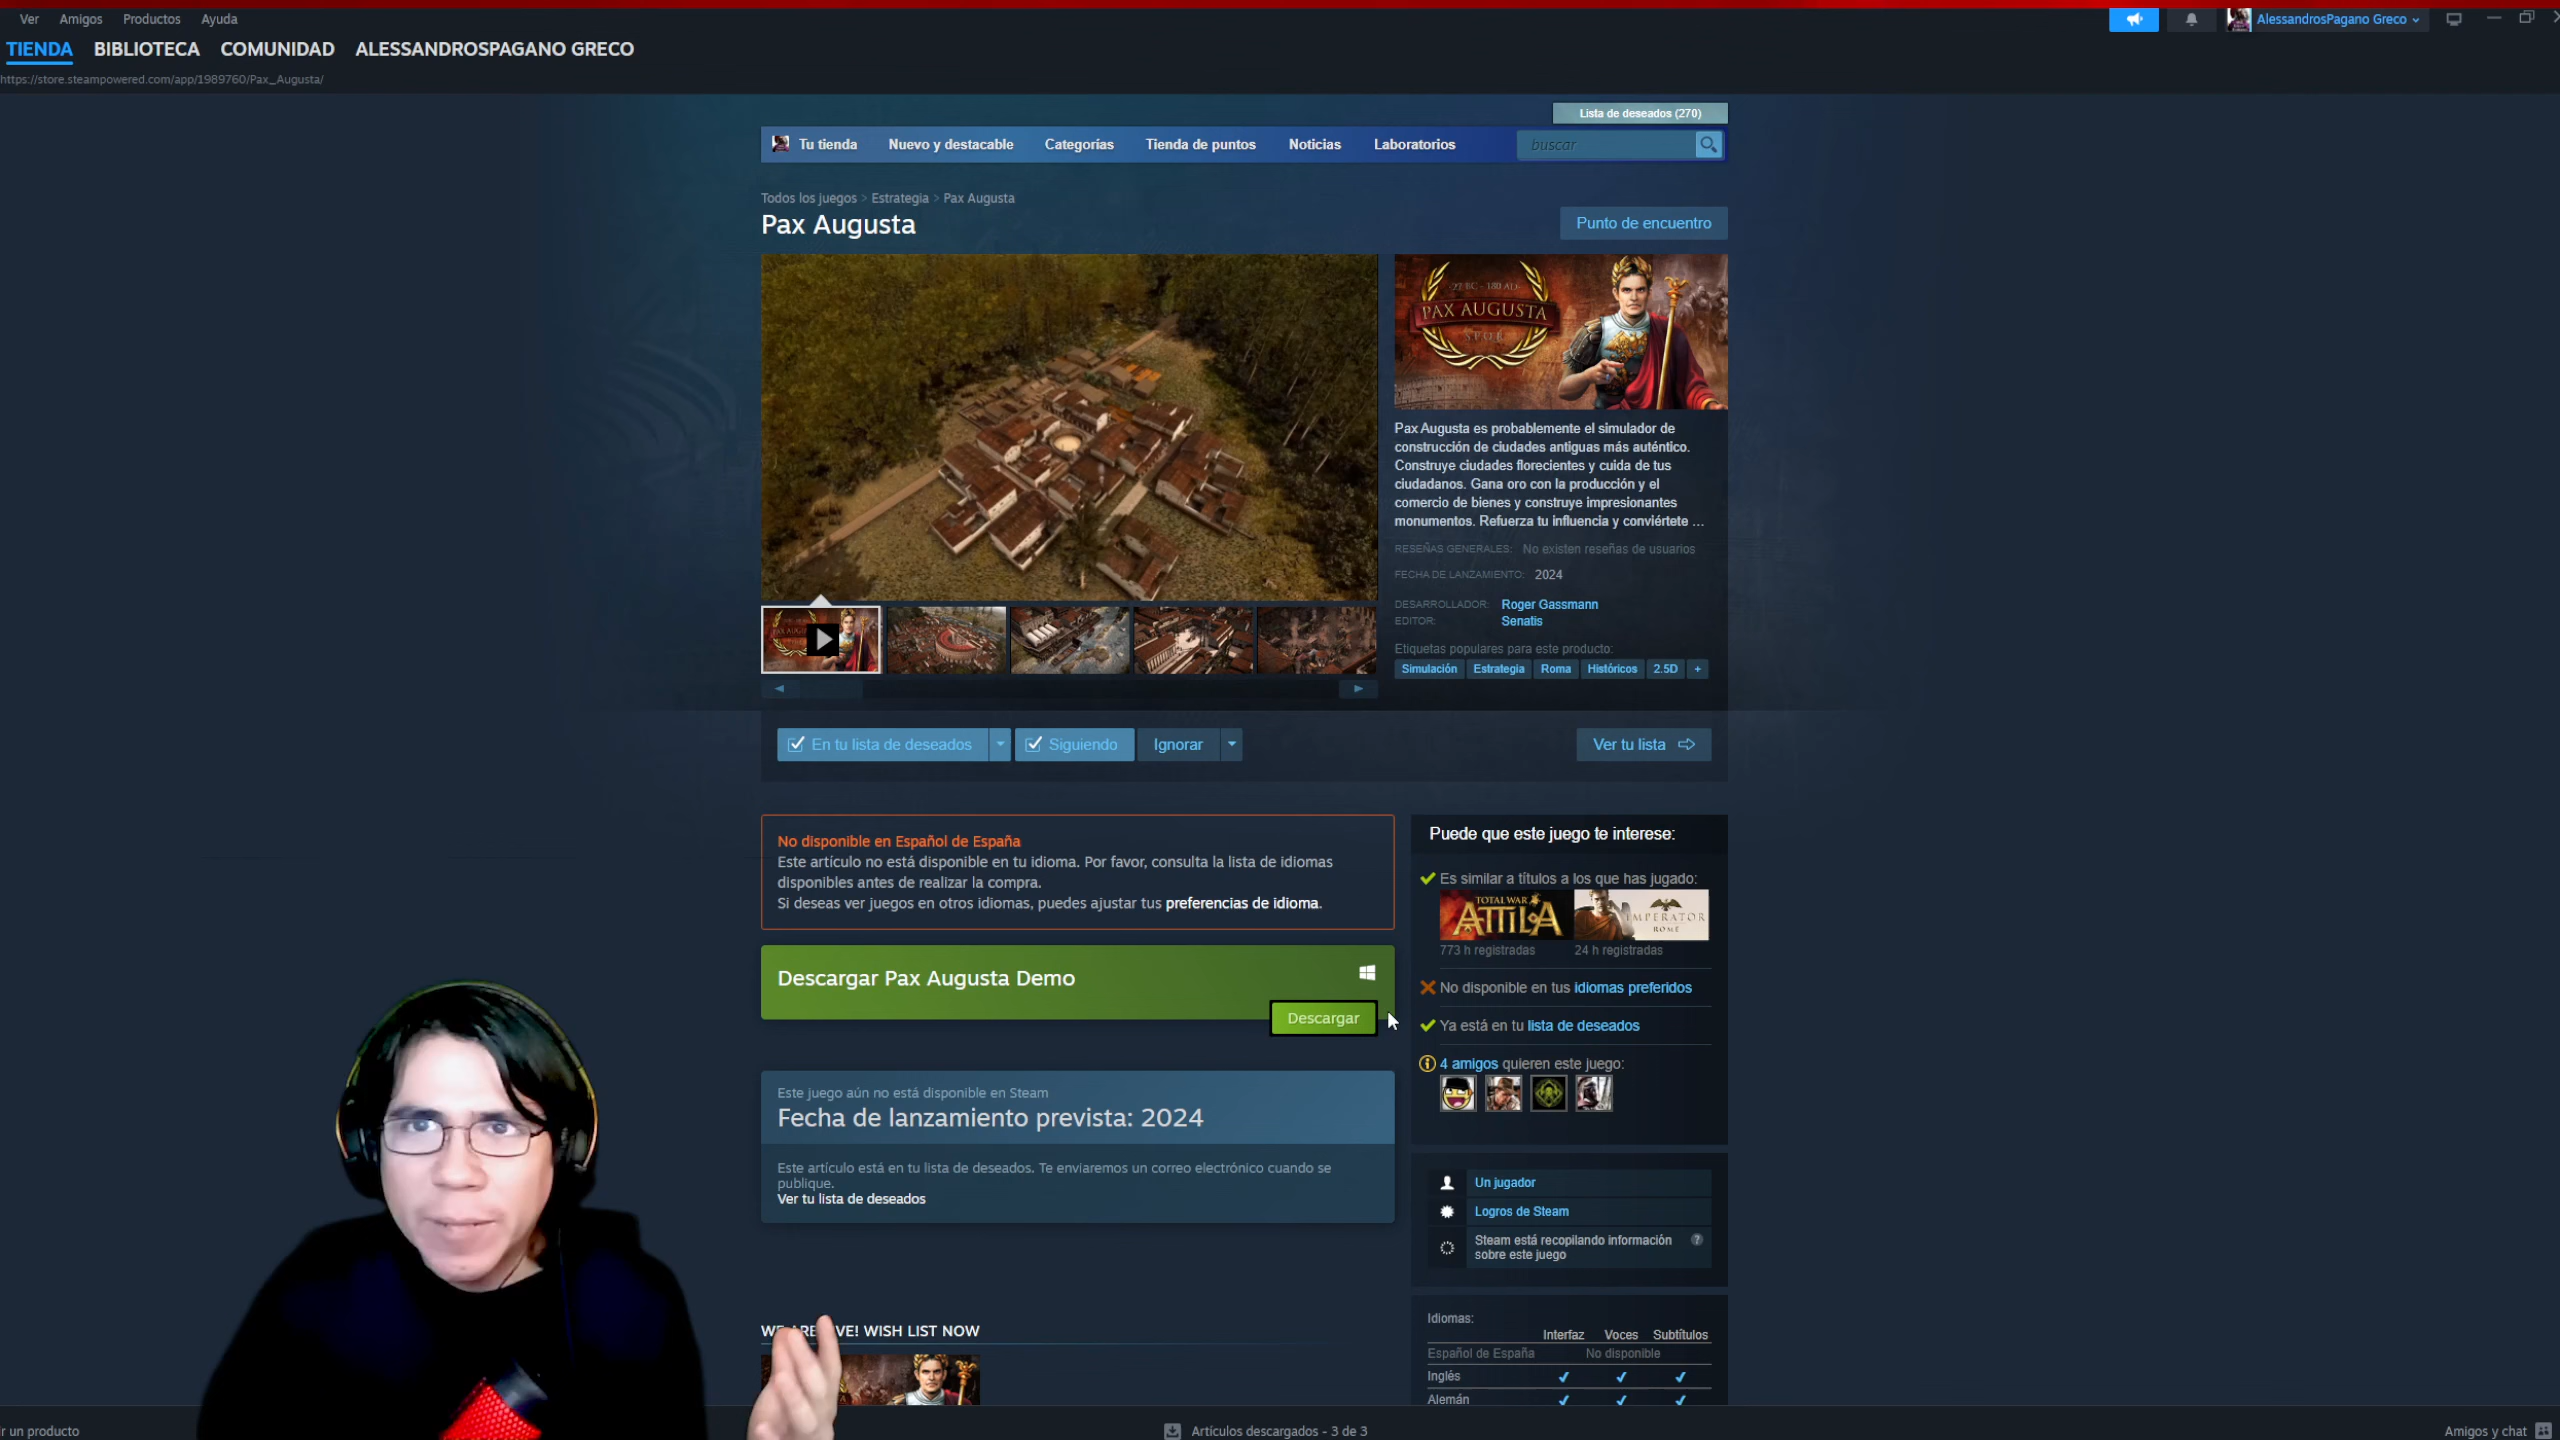 Ver Amigos Productos Ayuda
AlessandrosPagano Greco
TIENDA BIBLIOTECA COMUNIDAD ALESSANDROSPAGANO GRECO
https://store.steampowered.com/app/1989760/Pax_Augusta/
Lista de deseados (270)
Tu tienda Nuevo y destacable Categorías Tienda de puntos Noticias Laboratorios buscar
Todos los juegos > Estrategia > Pax Augusta
Pax Augusta
Punto de encuentro
-27 BC - 180 AD-
PAX AUGUSTA
SPQR
Pax Augusta es probablemente el simulador de
construcción de ciudades antiguas más auténtico.
Construye ciudades florecientes y cuida de tus
ciudadanos. Gana oro con la producción y el
comercio de bienes y construye impresionantes
monumentos. Refuerza tu influencia y conviértete ...
RESEÑAS GENERALES: No existen reseñas de usuarios
FECHA DE LANZAMIENTO: 2024
DESARROLLADOR: Roger Gassmann
EDITOR: Senatis
Etiquetas populares para este producto:
Simulación Estrategia Roma Históricos 2.5D +
En tu lista de deseados Siguiendo Ignorar Ver tu lista
No disponible en Español de España
Este artículo no está disponible en tu idioma. Por favor, consulta la lista de idiomas
disponibles antes de realizar la compra.
Si deseas ver juegos en otros idiomas, puedes ajustar tus preferencias de idioma.
Descargar Pax Augusta Demo
Descargar
Este juego aún no está disponible en Steam
Fecha de lanzamiento prevista: 2024
Este artículo está en tu lista de deseados. Te enviaremos un correo electrónico cuando se
publique.
Ver tu lista de deseados
WE ARE VE! WISH LIST NOW
Puede que este juego te interese:
Es similar a títulos a los que has jugado:
TOTAL WAR
ATTILA
IMPERATOR
ROME
773 h registradas 24 h registradas
No disponible en tus idiomas preferidos
Ya está en tu lista de deseados
4 amigos quieren este juego:
Un jugador
Logros de Steam
Steam está recopilando información ?
sobre este juego
Idiomas:
Interfaz Voces Subtítulos
Español de España No disponible
Inglés
Alemán
r un producto
Artículos descargados - 3 de 3
Amigos y chat